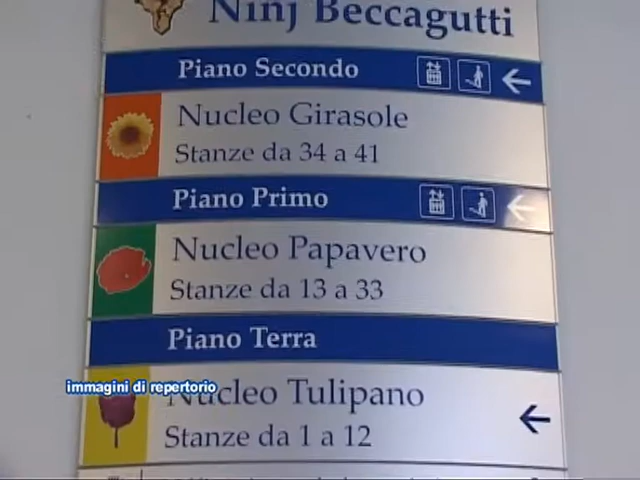 Ninj Beccagutti
Piano Secondo
Nucleo Girasole
Stanze da 34 a 41
Piano Primo
Nucleo Papavero
Stanze da 13 a 33
Piano Terra
immagini di repertorio
Nucleo Tulipano
Stanze da 1 a 12